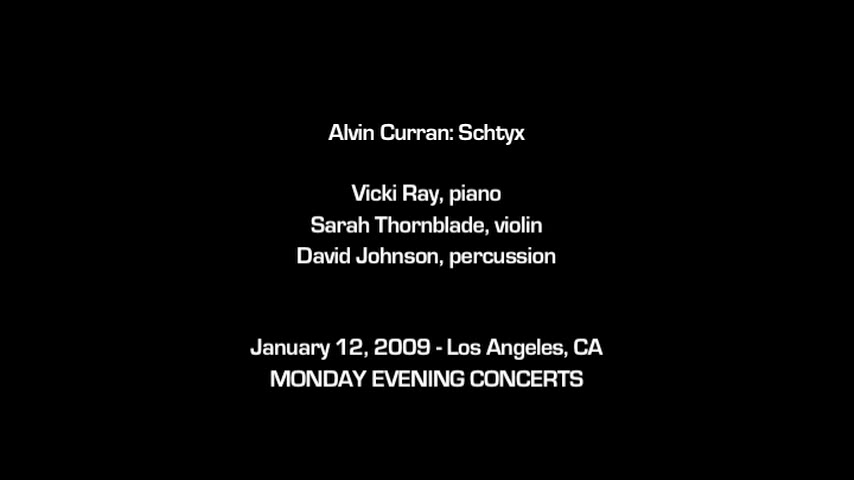 Alvin Curran: Schtyx
Vicki Ray, piano
Sarah Thornblade, violin
David Johnson, percussion
January 12, 2009 - Los Angeles, CA
MONDAY EVENING CONCERTS